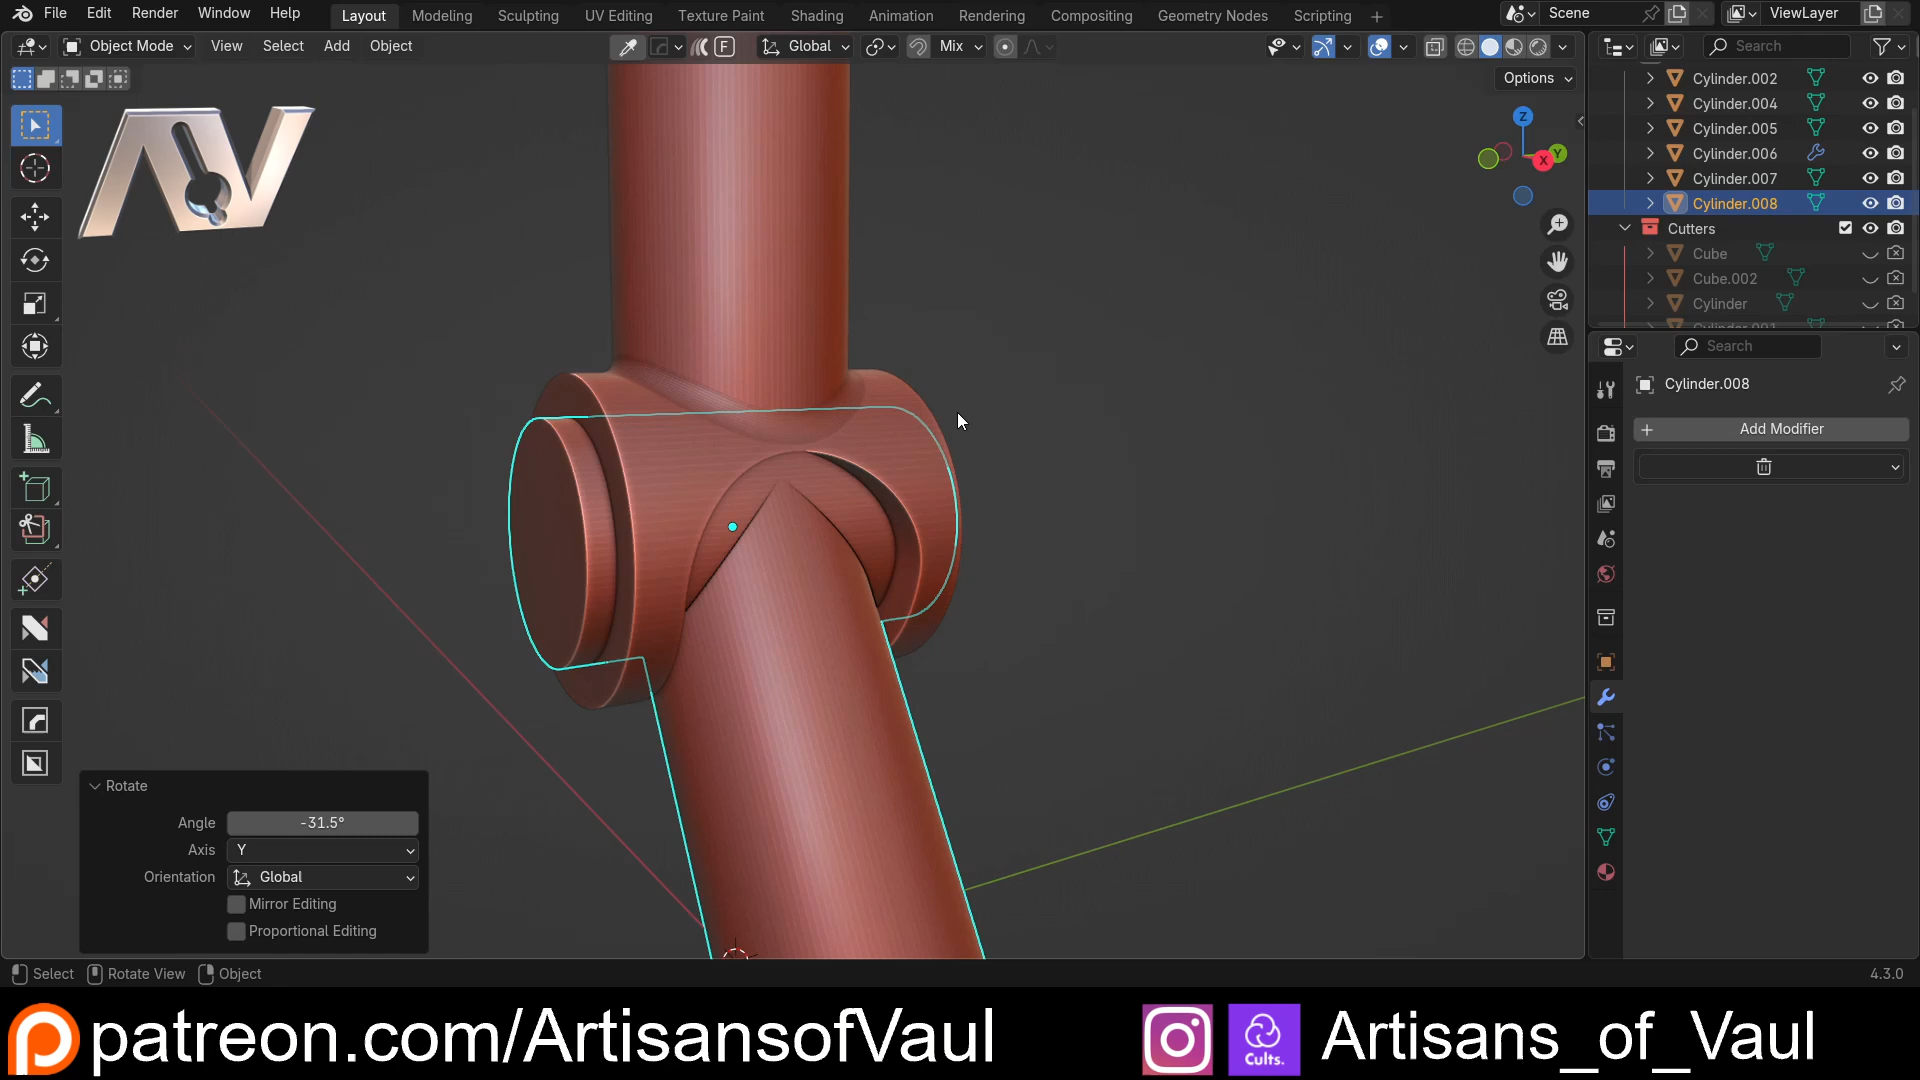 File Edit Render Window Help Layout Modeling Sculpting UV Editing Texture Paint Shading Animation Rendering Compositing Geometry Nodes Scripting + Scene ViewLayer
Object Mode View Select Add Object F Global Mix Search
Options
Z
Y
X
Cylinder.002
Cylinder.004
Cylinder.005
Cylinder.006
Cylinder.007
Cylinder.008
Cutters
Cube
Cube.002
Cylinder
Search
Cylinder.008
+ Add Modifier
AV
Rotate
Angle -31.5°
Axis Y
Orientation Global
Mirror Editing
Proportional Editing
Select Rotate View Object 4.3.0
patreon.com/ArtisansofVaul
Cults.
Artisans_of_Vaul